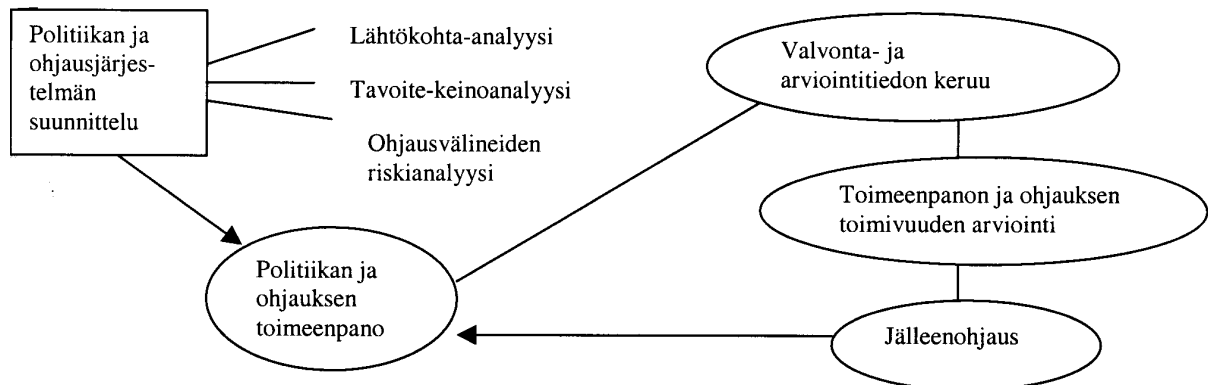 Politiikan ja
ohjausjärjes-
telmän
suunnittelu
Lähtökohta-analyysi
Tavoite-keinoanalyysi
Ohjausvälineiden
riskianalyysi
Valvonta- ja
arviointitiedon keruu
Toimeenpanon ja ohjauksen
toimivuuden arviointi
Politiikan ja
ohjauksen
toimeenpano
Jälleenohjaus